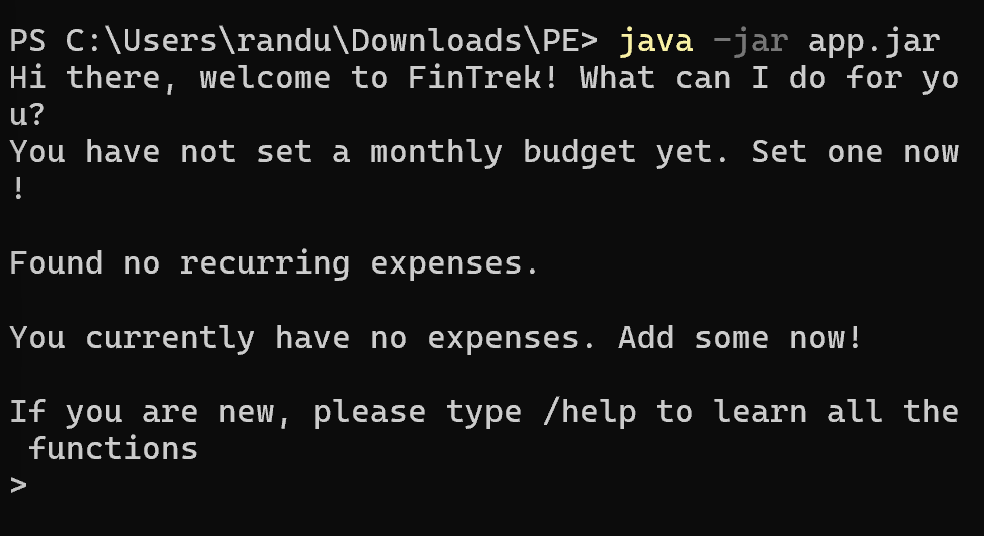 PS C:\Users\randu\Downloads\PE> java -jar app.jar
Hi there, welcome to FinTrek! What can I do for yo
u?
You have not set a monthly budget yet. Set one now
!
Found no recurring expenses.
You currently have no expenses. Add some now!
If you are new, please type /help to learn all the
 functions
>